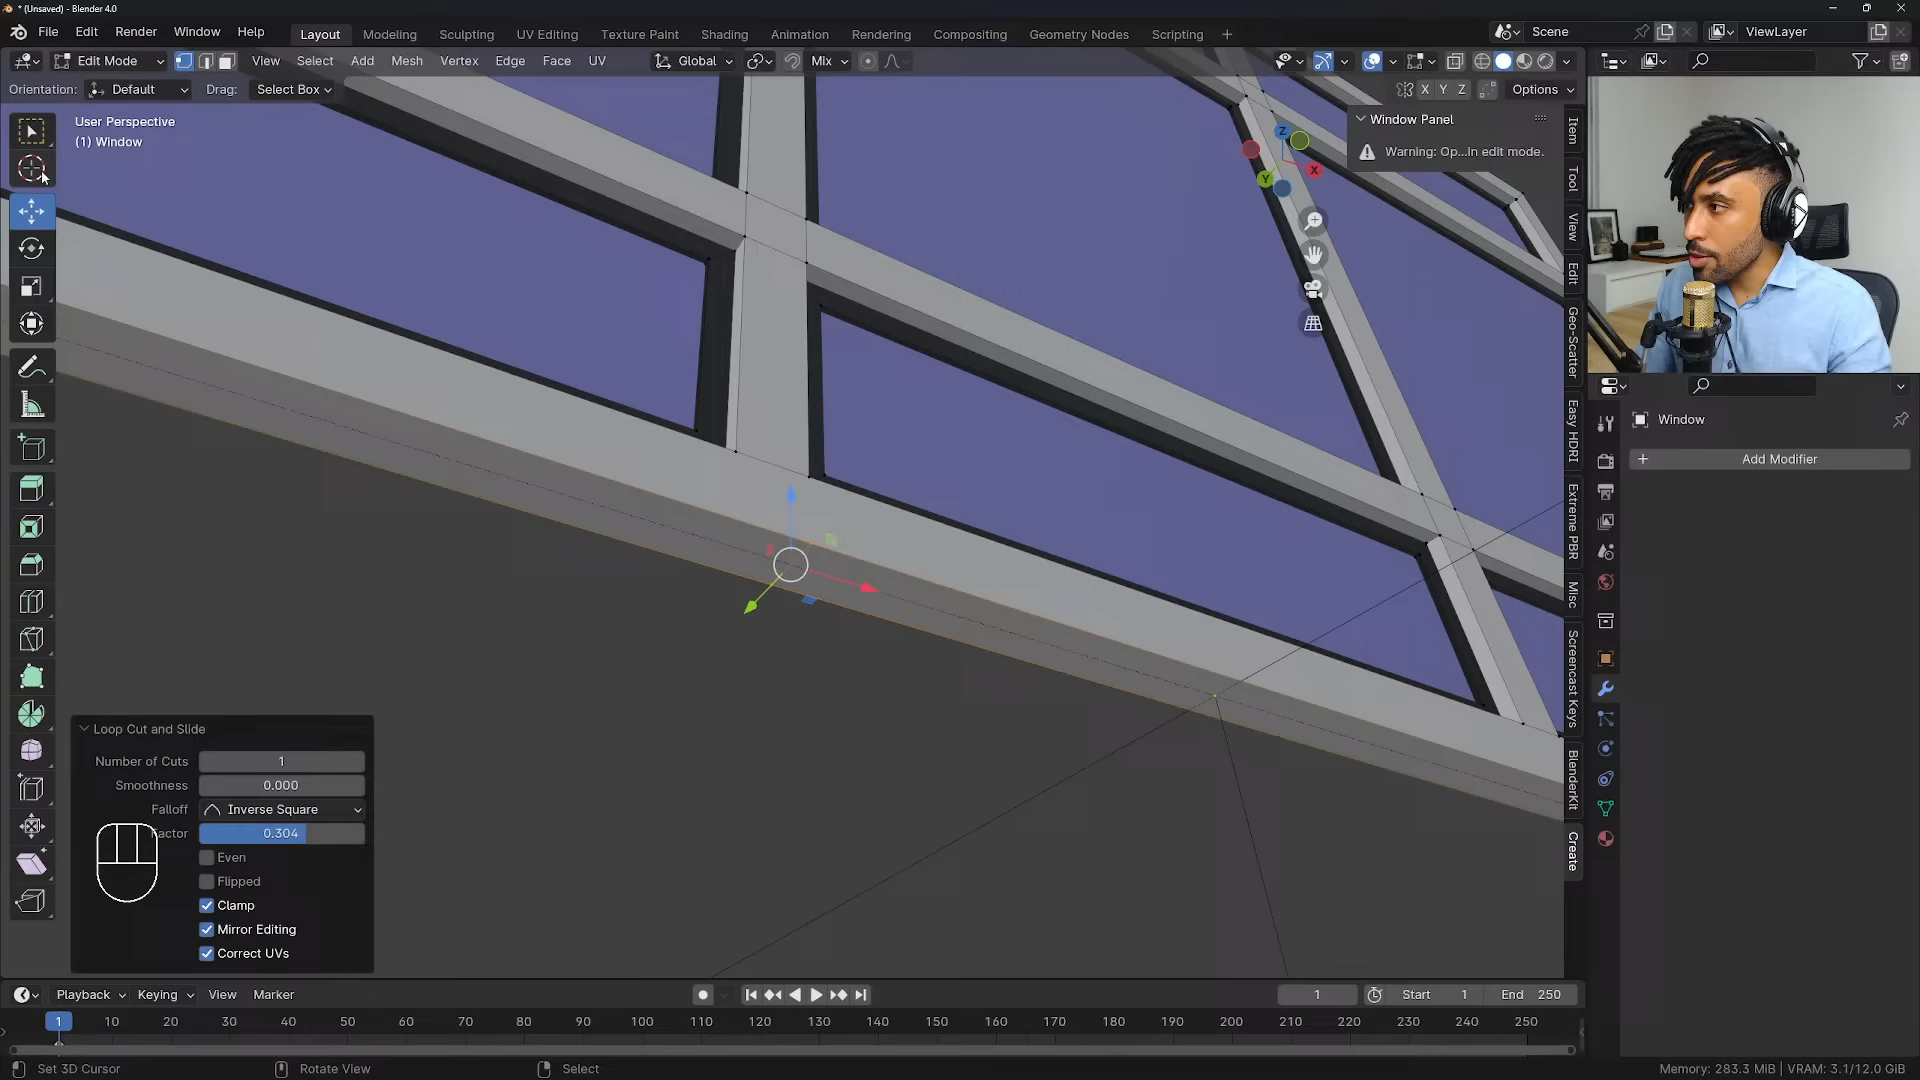 * (Unsaved) - Blender 4.0
File Edit Render Window Help
Layout Modeling Sculpting UV Editing Texture Paint Shading Animation Rendering Compositing Geometry Nodes Scripting +
Scene
ViewLayer
Edit Mode
View Select Add Mesh Vertex Edge Face UV
Global
Mix
Orientation: Default Drag: Select Box
X Y Z
Options
User Perspective
(1) Window
Window Panel
Warning: Op...in edit mode.
Z
X
Y
Item
Tool
View
Edit
Geo-Scatter
Easy HDRI
Extreme PBR
Misc
Screencast Keys
BlenderKit
Create
Window
+ Add Modifier
Loop Cut and Slide
Number of Cuts 1
Smoothness 0.000
Falloff Inverse Square
Factor 0.304
Even
Flipped
Clamp
Mirror Editing
Correct UVs
Playback Keying View Marker
1 Start 1 End 250
1 10 20 30 40 50 60 70 80 90 100 110 120 130 140 150 160 170 180 190 200 210 220 230 240 250
Set 3D Cursor Rotate View Select
Memory: 283.3 MiB | VRAM: 3.1/12.0 GiB